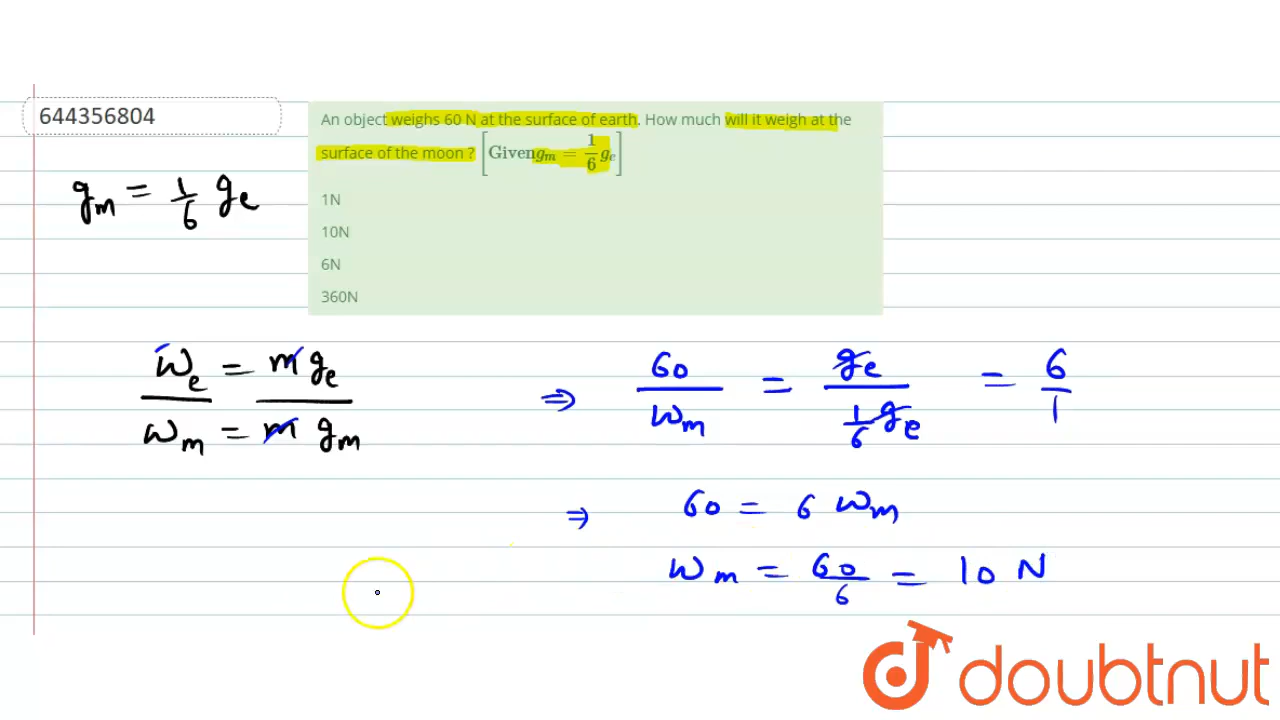 644356804
An object weighs 60 N at the surface of earth. How much will it weigh at the
surface of the moon ? [Given g_m = 1/6 g_e]
g_m = 1/6 g_e
1N
10N
6N
360N
w_e = m g_e
w_m = m g_m
⇒ 60/w_m = g_e / (1/6 g_e) = 6/1
⇒ 60 = 6 w_m
w_m = 60/6 = 10 N
doubtnut